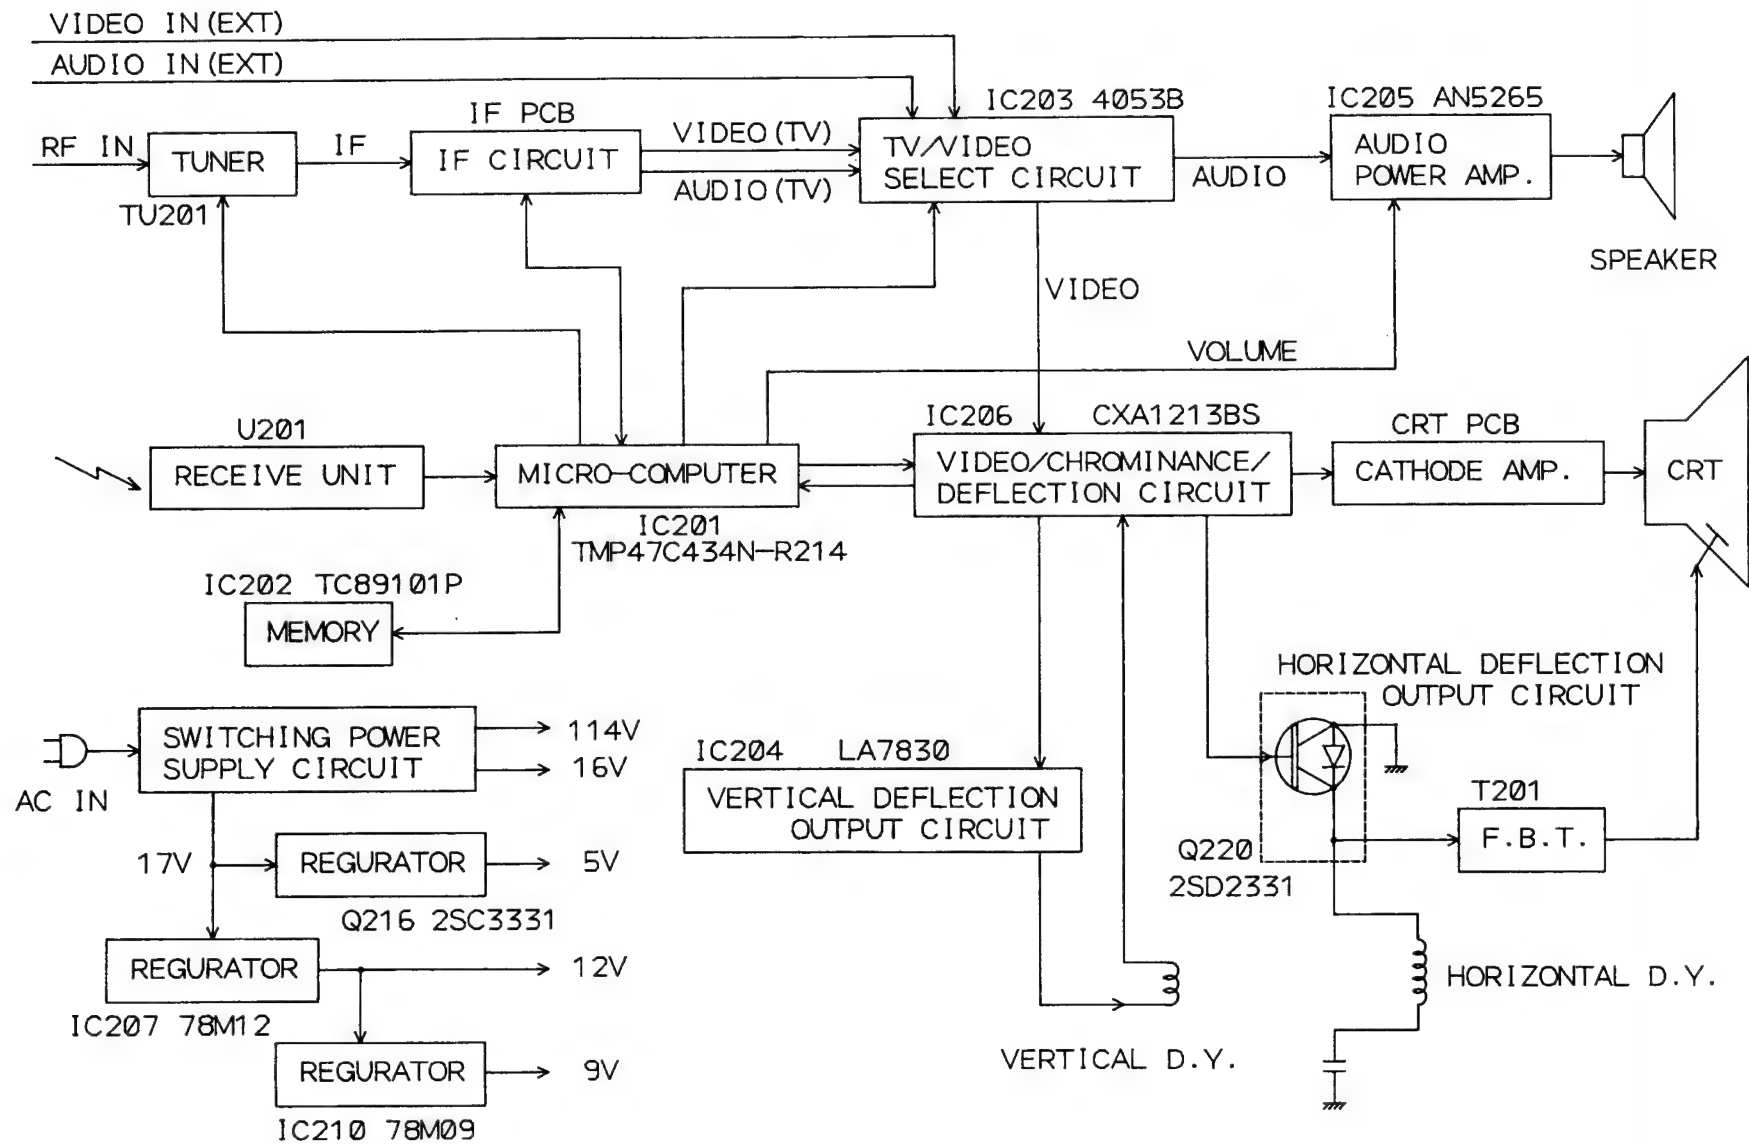 VIDEO IN(EXT)
AUDIO IN(EXT)
IC203 4053B
IC205 AN5265
IF PCB
VIDEO(TV)
RF IN
TUNER
IF
IF CIRCUIT
TV/VIDEO
SELECT CIRCUIT
AUDIO
AUDIO
POWER AMP.
AUDIO(TV)
TU201
SPEAKER
VIDEO
VOLUME
U201
IC206 CXA1213BS
CRT PCB
RECEIVE UNIT
MICRO-COMPUTER
VIDEO/CHROMINANCE/
DEFLECTION CIRCUIT
CATHODE AMP.
CRT
IC201
TMP47C434N-R214
IC202 TC89101P
MEMORY
HORIZONTAL DEFLECTION
OUTPUT CIRCUIT
SWITCHING POWER
SUPPLY CIRCUIT
114V
16V
AC IN
IC204 LA7830
VERTICAL DEFLECTION
OUTPUT CIRCUIT
T201
F.B.T.
Q220
2SD2331
17V
REGURATOR
5V
Q216 2SC3331
REGURATOR
12V
IC207 78M12
HORIZONTAL D.Y.
VERTICAL D.Y.
REGURATOR
9V
IC210 78M09